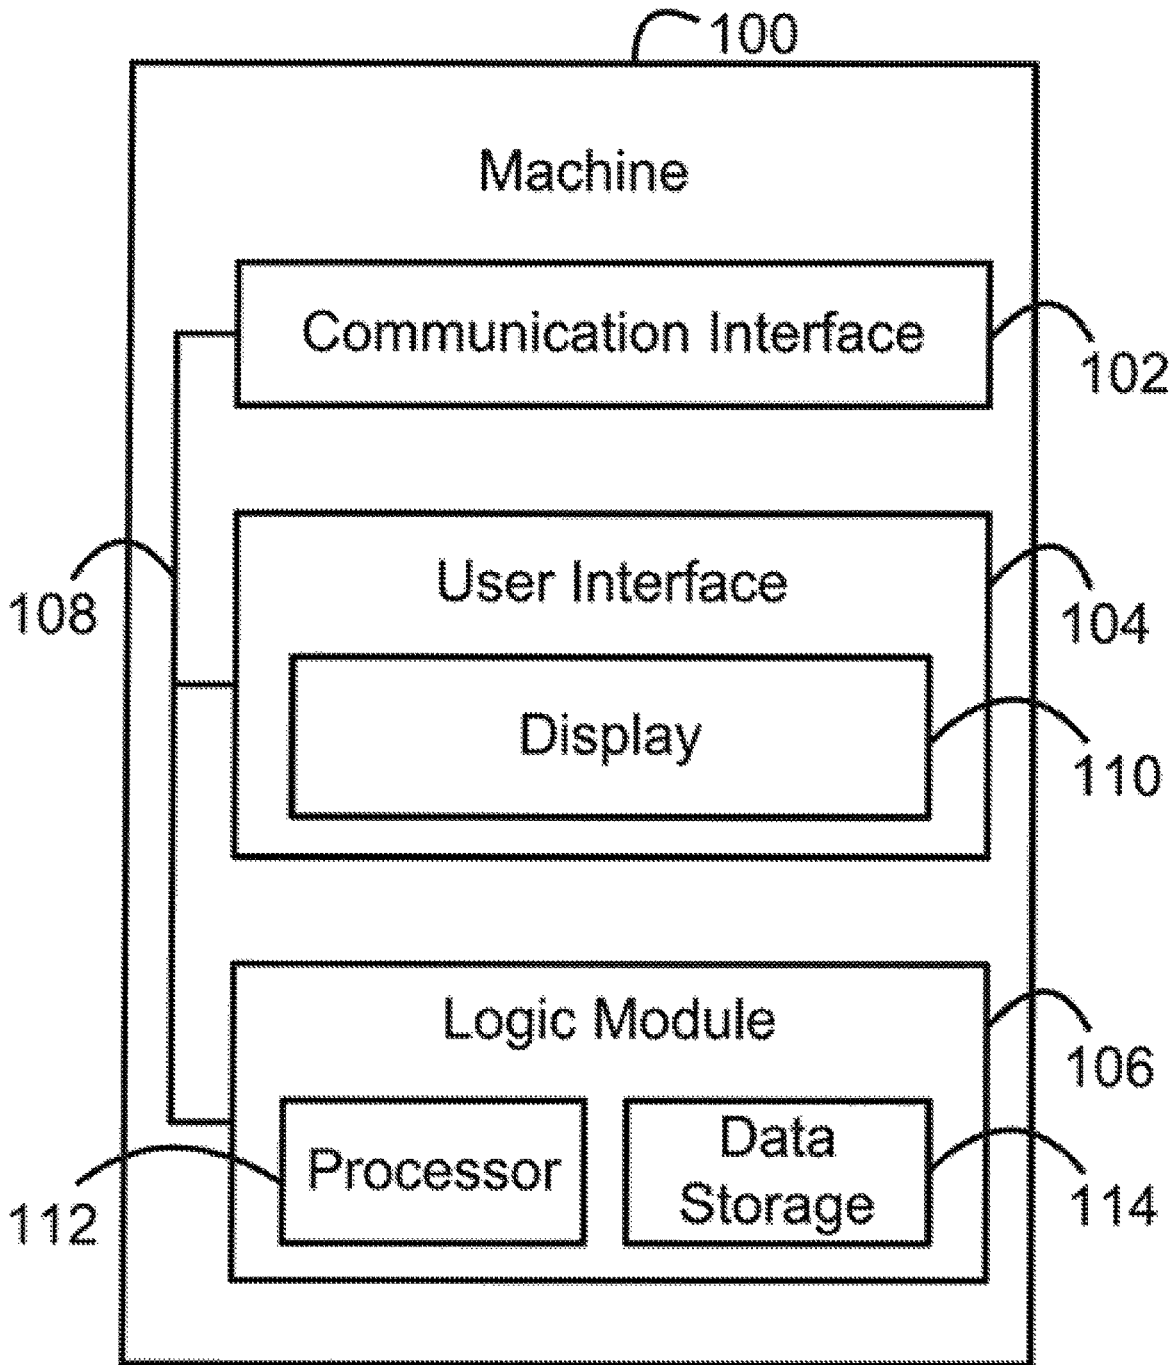 100
Machine
Communication Interface
102
User Interface
108
104
Display
110
Logic Module
106
Processor
Data
Storage
112
114